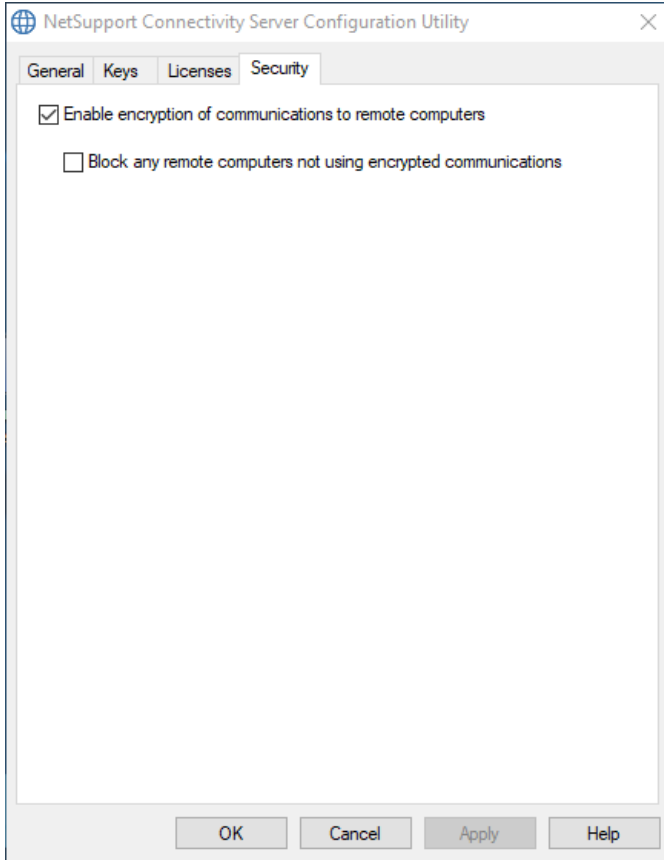 NetSupport Connectivity Server Configuration Utility
General Keys Licenses Security
Enable encryption of communications to remote computers
Block any remote computers not using encrypted communications
OK Cancel Apply Help